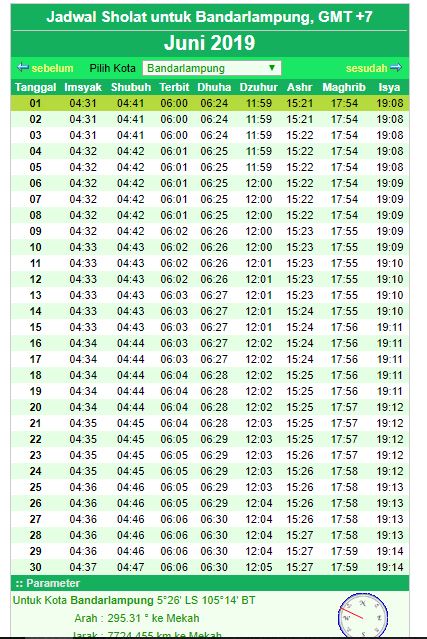 Jadwal Sholat untuk Bandarlampung, GMT +7
Juni 2019
sebelum Pilih Kota Bandarlampung sesudah
Tanggal Imsyak Shubuh Terbit Dhuha Dzuhur Ashr Maghrib Isya
01 04:31 04:41 06:00 06:24 11:59 15:21 17:54 19:08
02 04:31 04:41 06:00 06:24 11:59 15:21 17:54 19:08
03 04:31 04:41 06:00 06:24 11:59 15:22 17:54 19:08
04 04:32 04:42 06:01 06:25 11:59 15:22 17:54 19:08
05 04:32 04:42 06:01 06:25 11:59 15:22 17:54 19:08
06 04:32 04:42 06:01 06:25 12:00 15:22 17:54 19:09
07 04:32 04:42 06:01 06:25 12:00 15:22 17:54 19:09
08 04:32 04:42 06:01 06:25 12:00 15:22 17:54 19:09
09 04:32 04:42 06:02 06:26 12:00 15:23 17:55 19:09
10 04:33 04:43 06:02 06:26 12:00 15:23 17:55 19:09
11 04:33 04:43 06:02 06:26 12:01 15:23 17:55 19:10
12 04:33 04:43 06:02 06:26 12:01 15:23 17:55 19:10
13 04:33 04:43 06:03 06:27 12:01 15:23 17:55 19:10
14 04:33 04:43 06:03 06:27 12:01 15:24 17:55 19:10
15 04:33 04:43 06:03 06:27 12:01 15:24 17:56 19:11
16 04:34 04:44 06:03 06:27 12:02 15:24 17:56 19:11
17 04:34 04:44 06:03 06:27 12:02 15:24 17:56 19:11
18 04:34 04:44 06:04 06:28 12:02 15:25 17:56 19:11
19 04:34 04:44 06:04 06:28 12:02 15:25 17:56 19:11
20 04:34 04:44 06:04 06:28 12:02 15:25 17:57 19:12
21 04:35 04:45 06:04 06:28 12:03 15:25 17:57 19:12
22 04:35 04:45 06:05 06:29 12:03 15:25 17:57 19:12
23 04:35 04:45 06:05 06:29 12:03 15:26 17:57 19:12
24 04:35 04:45 06:05 06:29 12:03 15:26 17:58 19:12
25 04:36 04:46 06:05 06:29 12:04 15:26 17:58 19:13
26 04:36 04:46 06:05 06:29 12:04 15:26 17:58 19:13
27 04:36 04:46 06:06 06:30 12:04 15:26 17:58 19:13
28 04:36 04:46 06:06 06:30 12:04 15:27 17:58 19:13
29 04:36 04:46 06:06 06:30 12:04 15:27 17:59 19:14
30 04:37 04:47 06:06 06:30 12:05 15:27 17:59 19:14
:: Parameter
Untuk Kota Bandarlampung 5°26' LS 105°14' BT
Arah : 295.31 ° ke Mekah
Jarak : 7724.455 km ke Mekah
N
W
E
S